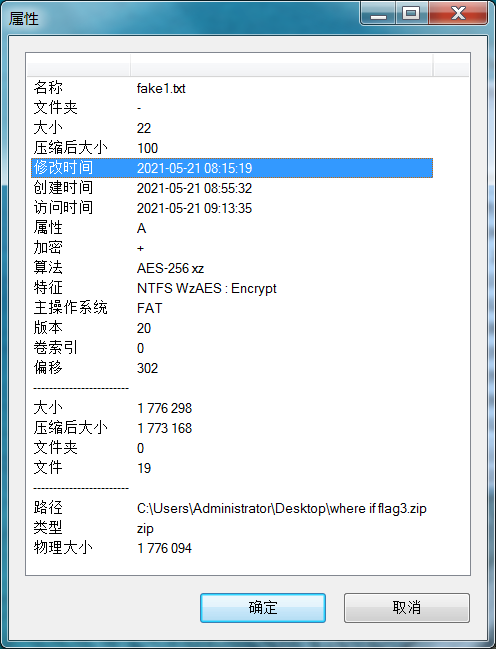 属性
名称 fake1.txt
文件夹 -
大小 22
压缩后大小 100
修改时间 2021-05-21 08:15:19
创建时间 2021-05-21 08:55:32
访问时间 2021-05-21 09:13:35
属性 A
加密 +
算法 AES-256 xz
特征 NTFS WzAES : Encrypt
主操作系统 FAT
版本 20
卷索引 0
偏移 302
------------------------
大小 1 776 298
压缩后大小 1 773 168
文件夹 0
文件 19
------------------------
路径 C:\Users\Administrator\Desktop\where if flag3.zip
类型 zip
物理大小 1 776 094
确定 取消